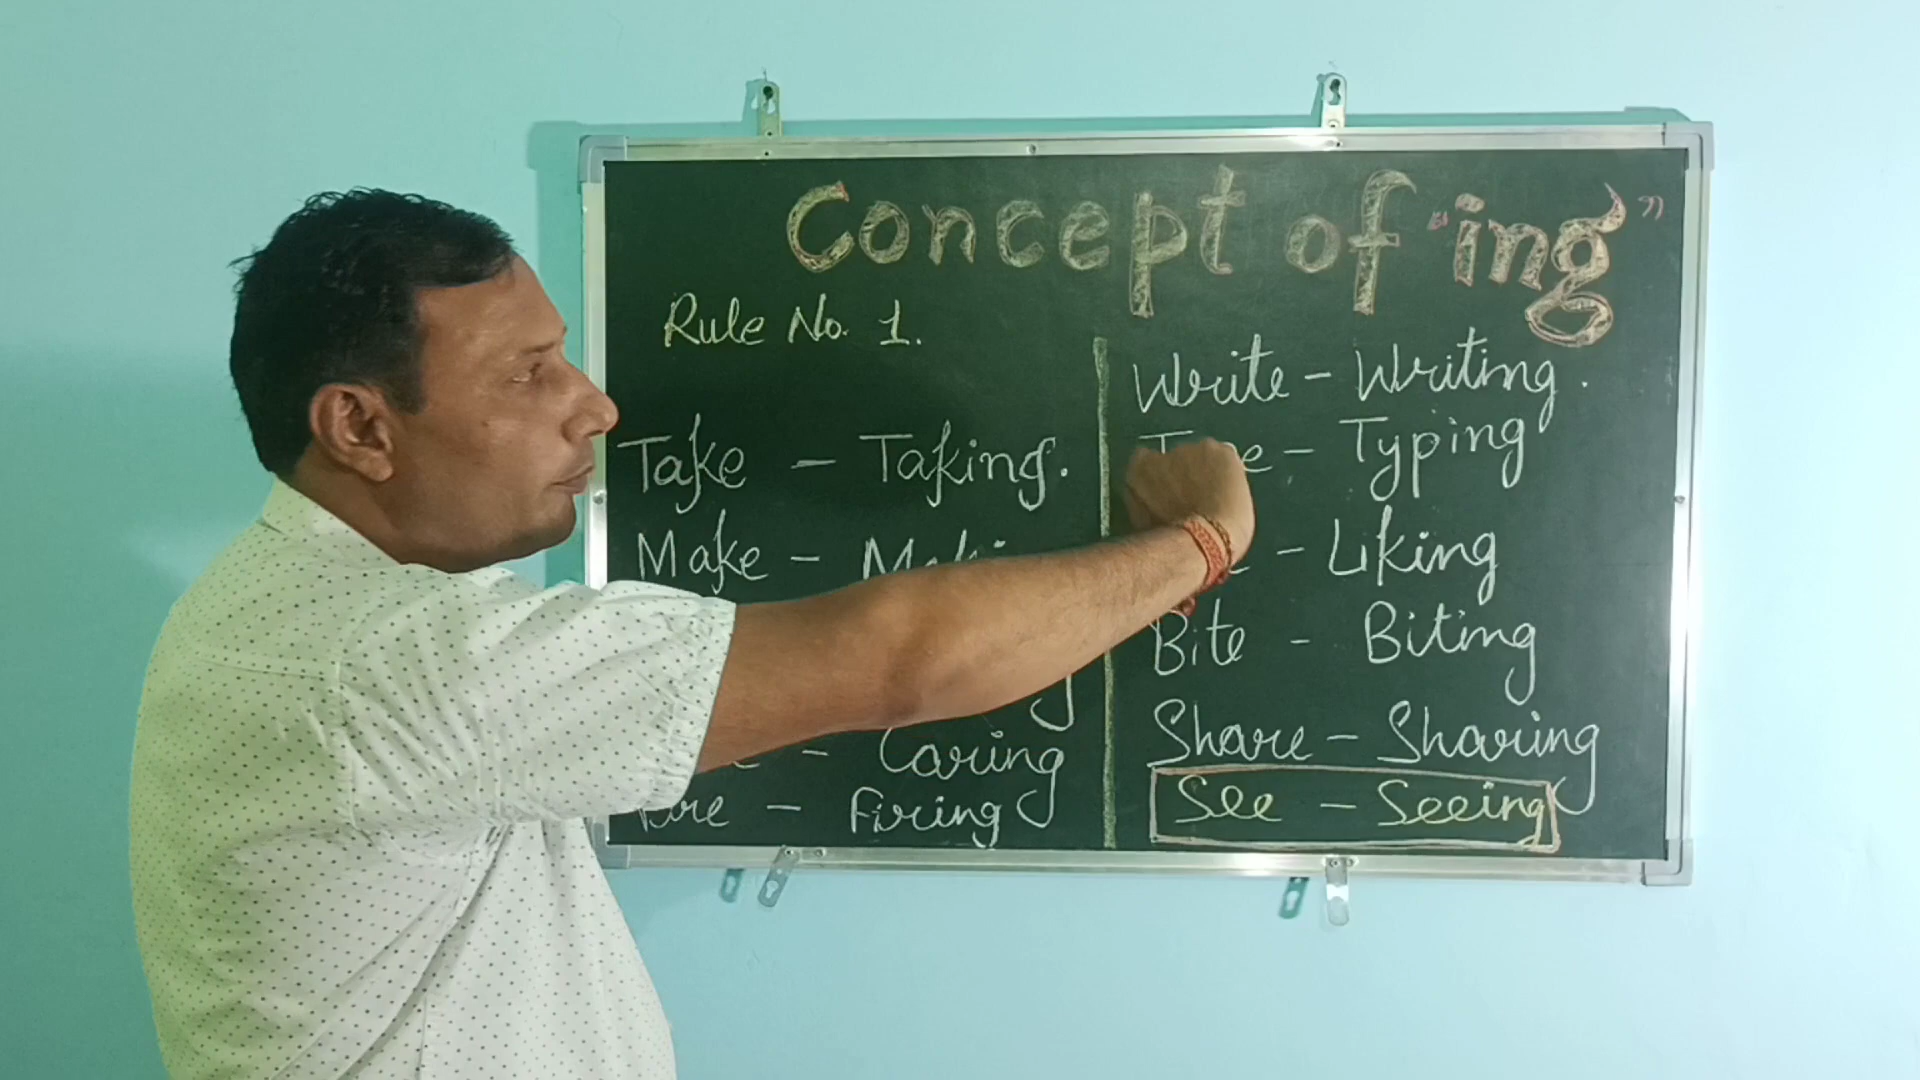 Concept of "ing"
Rule No. 1.
Take - Taking.
Make -
- Caring
- Firing
Write - Writing.
- Typing
- Liking
Bite - Biting
Share - Sharing
See - Seeing